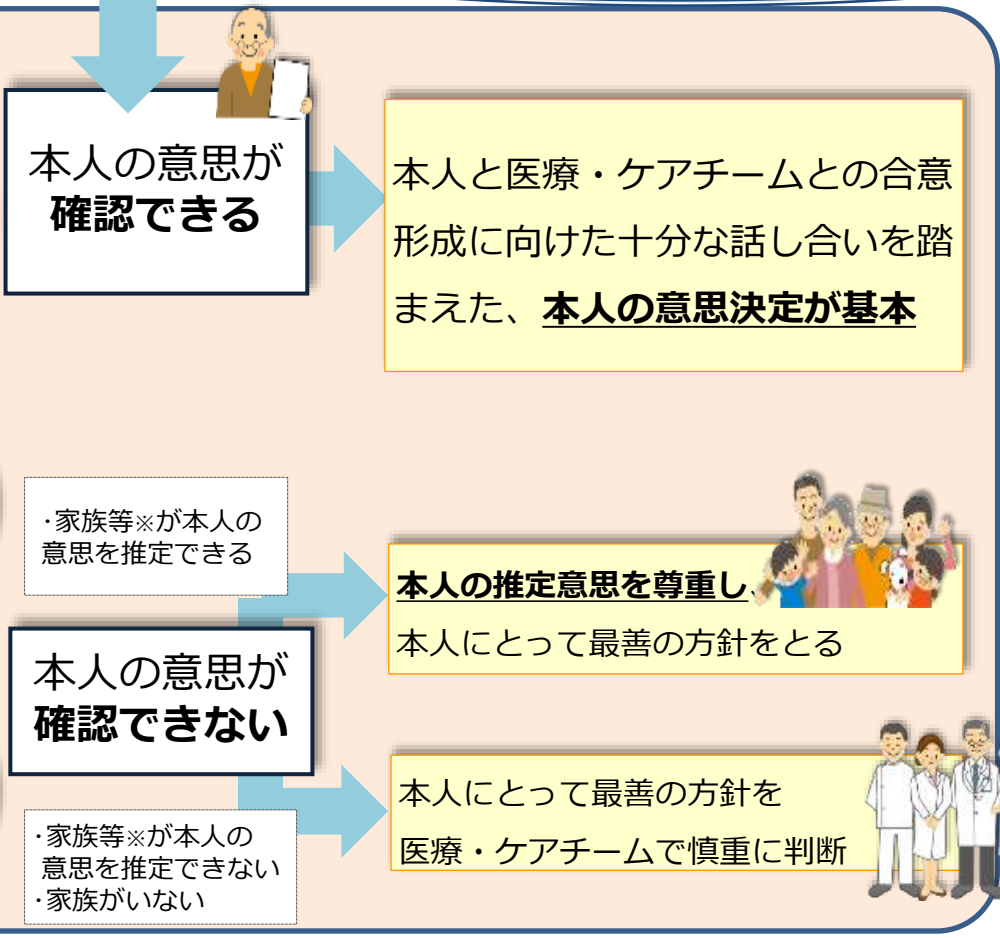 本人の意思が
確認できる
本人と医療・ケアチームとの合意
形成に向けた十分な話し合いを踏
まえた、本人の意思決定が基本
・家族等※が本人の
意思を推定できる
本人の推定意思を尊重し、
本人にとって最善の方針をとる
本人の意思が
確認できない
本人にとって最善の方針を
医療・ケアチームで慎重に判断
・家族等※が本人の
意思を推定できない
・家族がいない